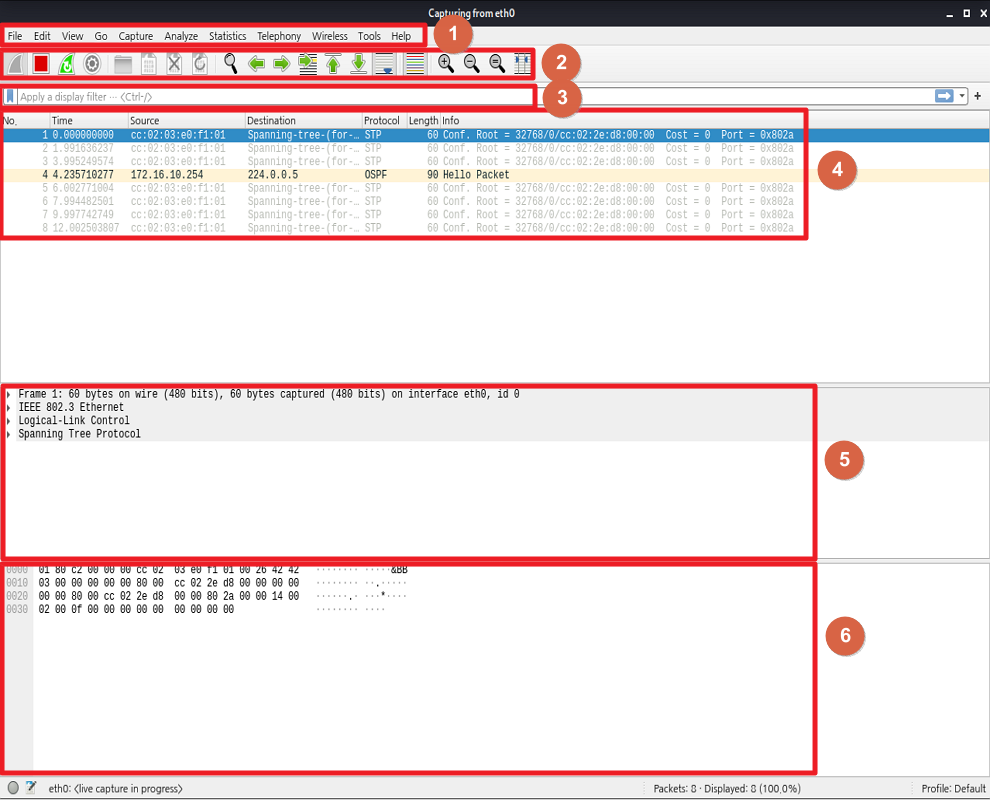 Capturing from eth0
File Edit View Go Capture Analyze Statistics Telephony Wireless Tools Help
1
2
Apply a display filter ... <Ctrl-/>
3
+
No. Time Source Destination Protocol Length Info
1 0.000000000 cc:02:03:e0:f1:01 Spanning-tree-(for-… STP 60 Conf. Root = 32768/0/cc:02:2e:d8:00:00 Cost = 0 Port = 0x802a
2 1.991636237 cc:02:03:e0:f1:01 Spanning-tree-(for-… STP 60 Conf. Root = 32768/0/cc:02:2e:d8:00:00 Cost = 0 Port = 0x802a
3 3.995249574 cc:02:03:e0:f1:01 Spanning-tree-(for-… STP 60 Conf. Root = 32768/0/cc:02:2e:d8:00:00 Cost = 0 Port = 0x802a
4 4.235710277 172.16.10.254 224.0.0.5 OSPF 90 Hello Packet
5 6.002771004 cc:02:03:e0:f1:01 Spanning-tree-(for-… STP 60 Conf. Root = 32768/0/cc:02:2e:d8:00:00 Cost = 0 Port = 0x802a
6 7.994482501 cc:02:03:e0:f1:01 Spanning-tree-(for-… STP 60 Conf. Root = 32768/0/cc:02:2e:d8:00:00 Cost = 0 Port = 0x802a
7 9.997742749 cc:02:03:e0:f1:01 Spanning-tree-(for-… STP 60 Conf. Root = 32768/0/cc:02:2e:d8:00:00 Cost = 0 Port = 0x802a
8 12.002503807 cc:02:03:e0:f1:01 Spanning-tree-(for-… STP 60 Conf. Root = 32768/0/cc:02:2e:d8:00:00 Cost = 0 Port = 0x802a
4
Frame 1: 60 bytes on wire (480 bits), 60 bytes captured (480 bits) on interface eth0, id 0
IEEE 802.3 Ethernet
Logical-Link Control
Spanning Tree Protocol
5
0000 01 80 c2 00 00 00 cc 02 03 e0 f1 01 00 26 42 42 ········ ·····&BB
0010 03 00 00 00 00 00 80 00 cc 02 2e d8 00 00 00 00 ········ ··.·····
0020 00 00 80 00 cc 02 2e d8 00 00 80 2a 00 00 14 00 ······.· ···*····
0030 02 00 0f 00 00 00 00 00 00 00 00 00 ········ ····
6
eth0: <live capture in progress> Packets: 8 · Displayed: 8 (100,0%) Profile: Default